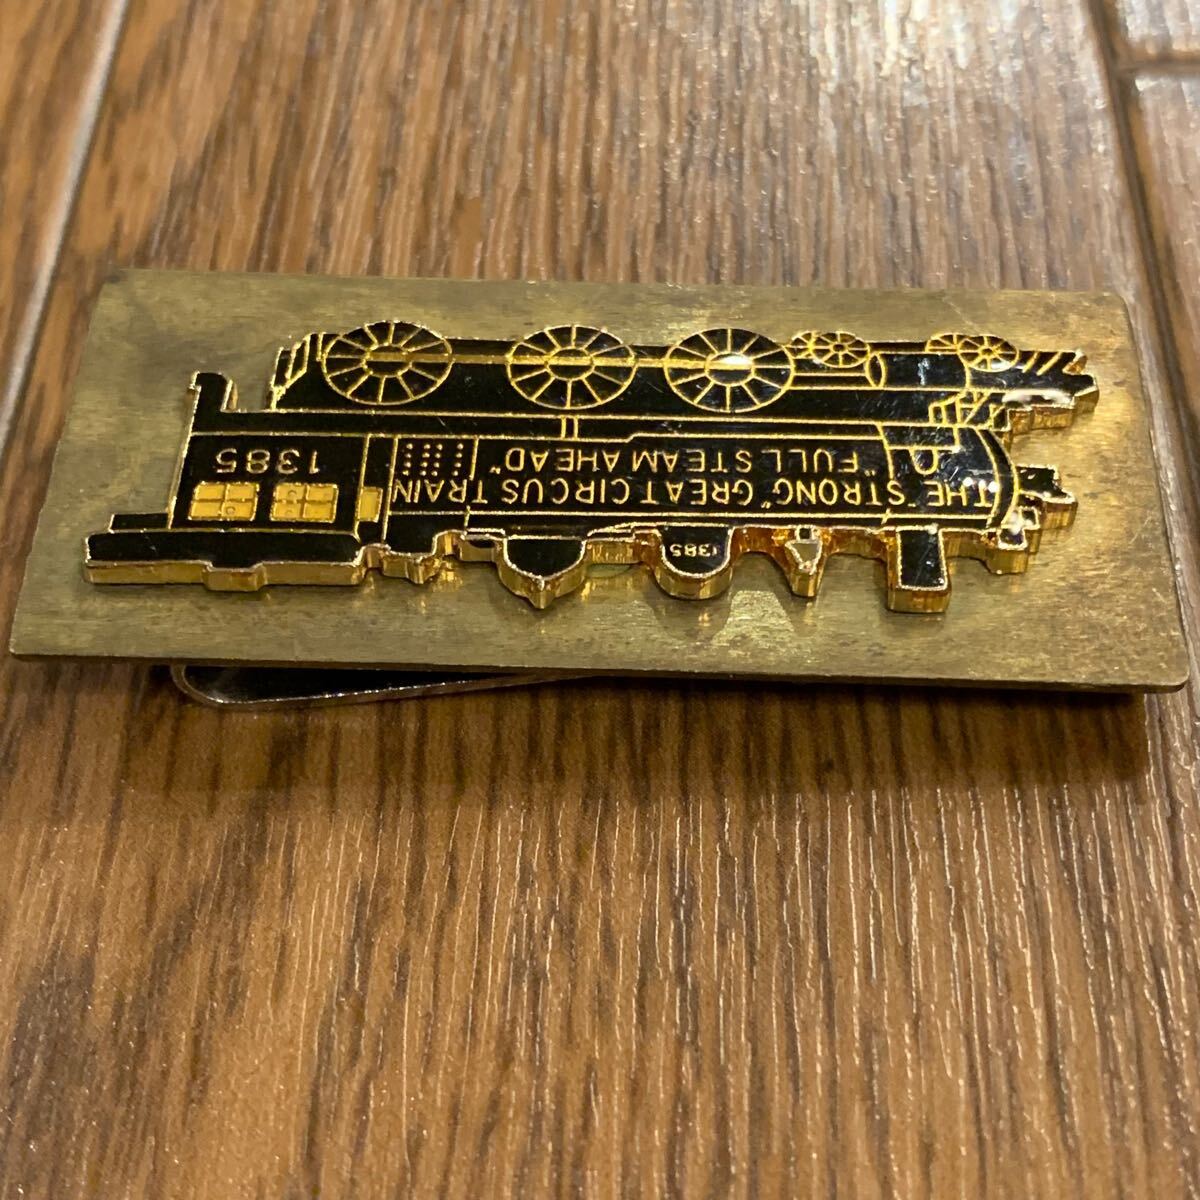 "FULL STEAM AHEAD"
THE "STRONG" GREAT CIRCUS TRAIN
1385
1385